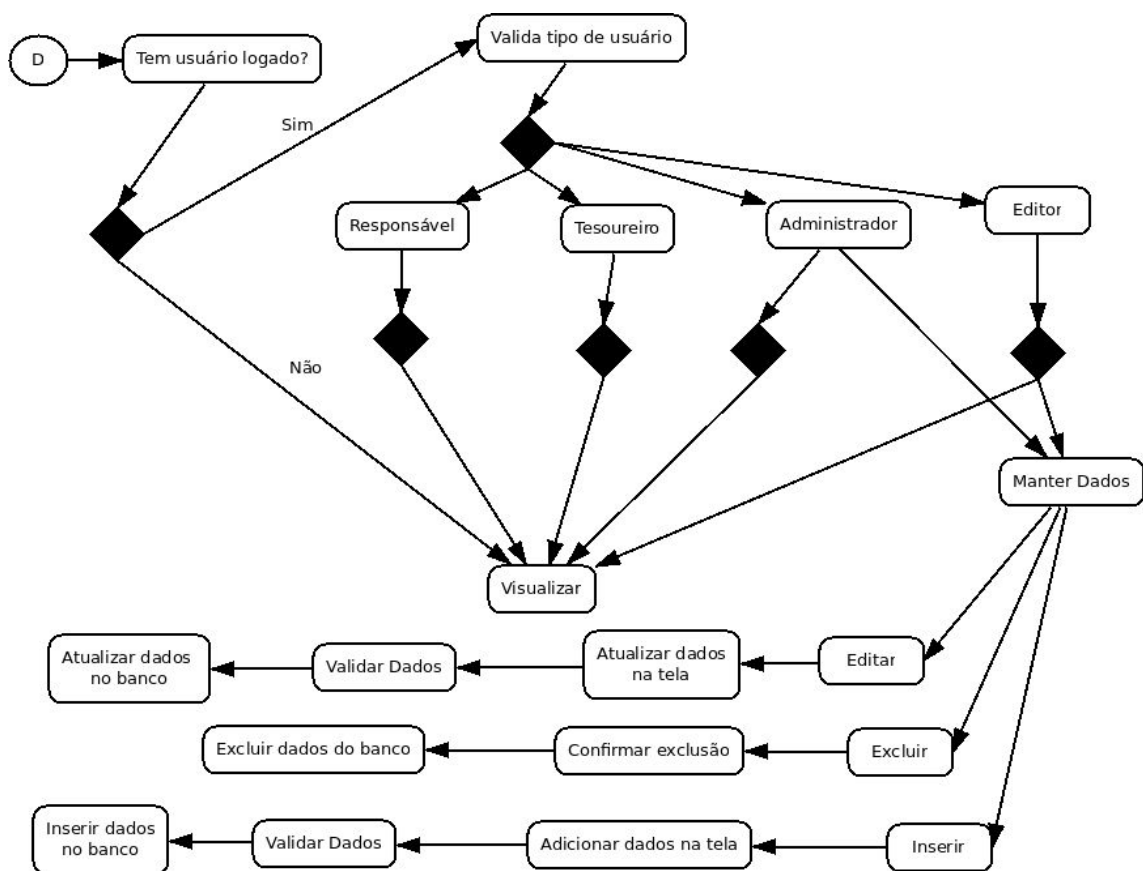 D
Tem usuário logado?
Valida tipo de usuário
Sim
Responsável
Tesoureiro
Administrador
Editor
Não
Manter Dados
Visualizar
Atualizar dados
no banco
Validar Dados
Atualizar dados
na tela
Editar
Excluir dados do banco
Confirmar exclusão
Excluir
Inserir dados
no banco
Validar Dados
Adicionar dados na tela
Inserir